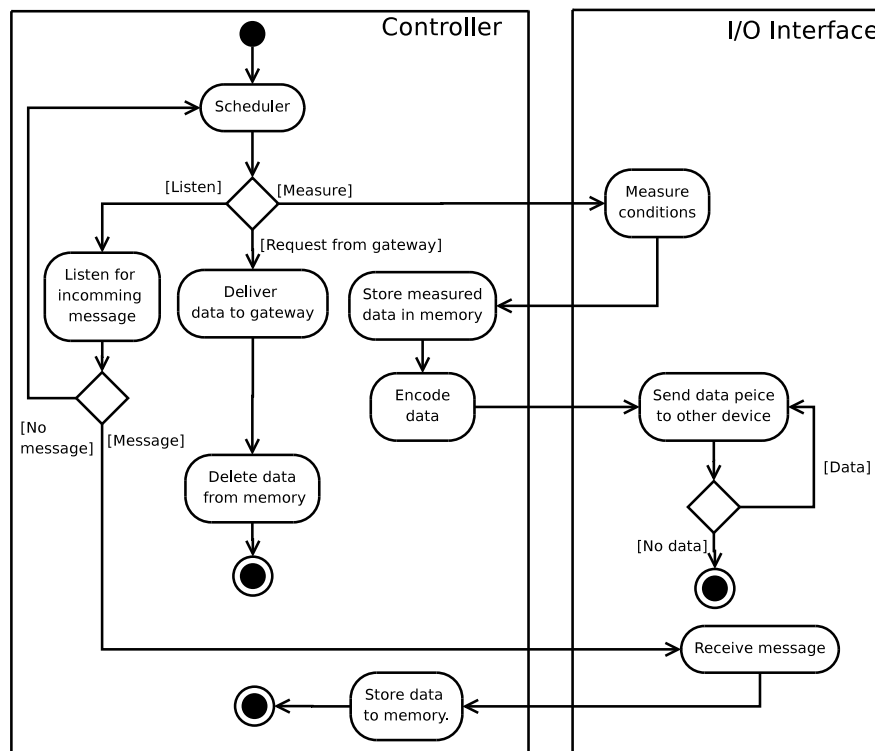 Controller
I/O Interface
Scheduler
[Listen]
[Measure]
Measure
conditions
[Request from gateway]
Listen for
incomming
message
Deliver
data to gateway
Store measured
data in memory
Encode
data
Send data peice
to other device
[No
message]
[Message]
[Data]
Delete data
from memory
[No data]
Receive message
Store data
to memory.